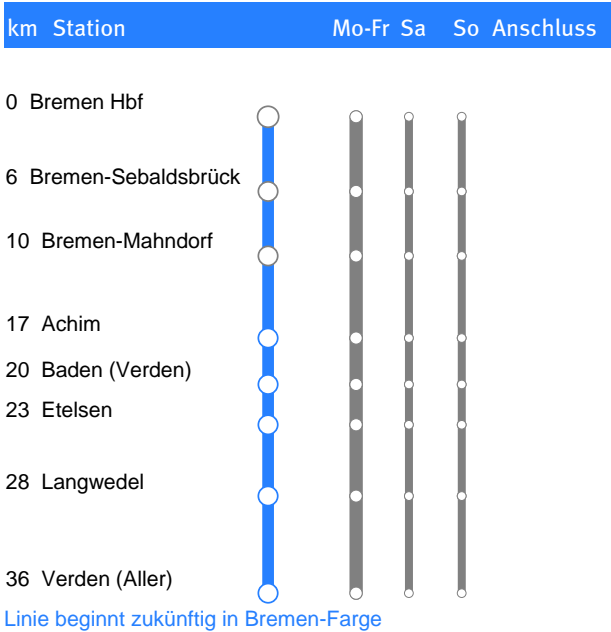 km Station Mo-Fr Sa So Anschluss
0 Bremen Hbf
6 Bremen-Sebaldsbrück
10 Bremen-Mahndorf
17 Achim
20 Baden (Verden)
23 Etelsen
28 Langwedel
36 Verden (Aller)
Linie beginnt zukünftig in Bremen-Farge